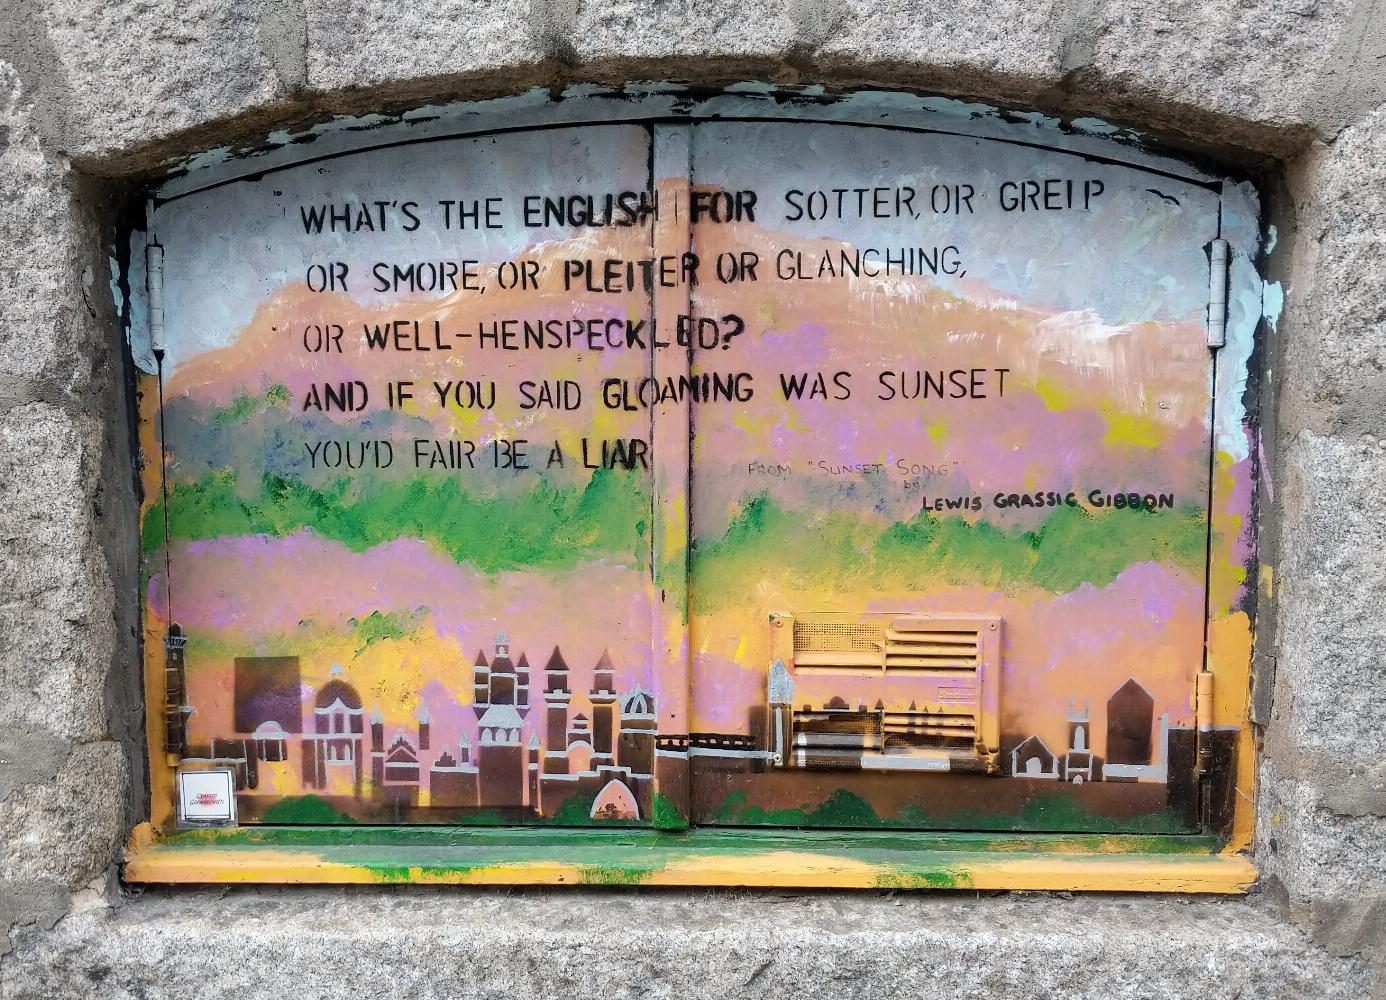 WHAT'S THE ENGLISH FOR SOTTER, OR GREIP
OR SMORE, OR PLEITER OR GLANCHING,
OR WELL-HENSPECKLED?
AND IF YOU SAID GLOAMING WAS SUNSET
YOU'D FAIR BE A LIAR
FROM "SUNSET SONG"
by
LEWIS GRASSIC GIBBON